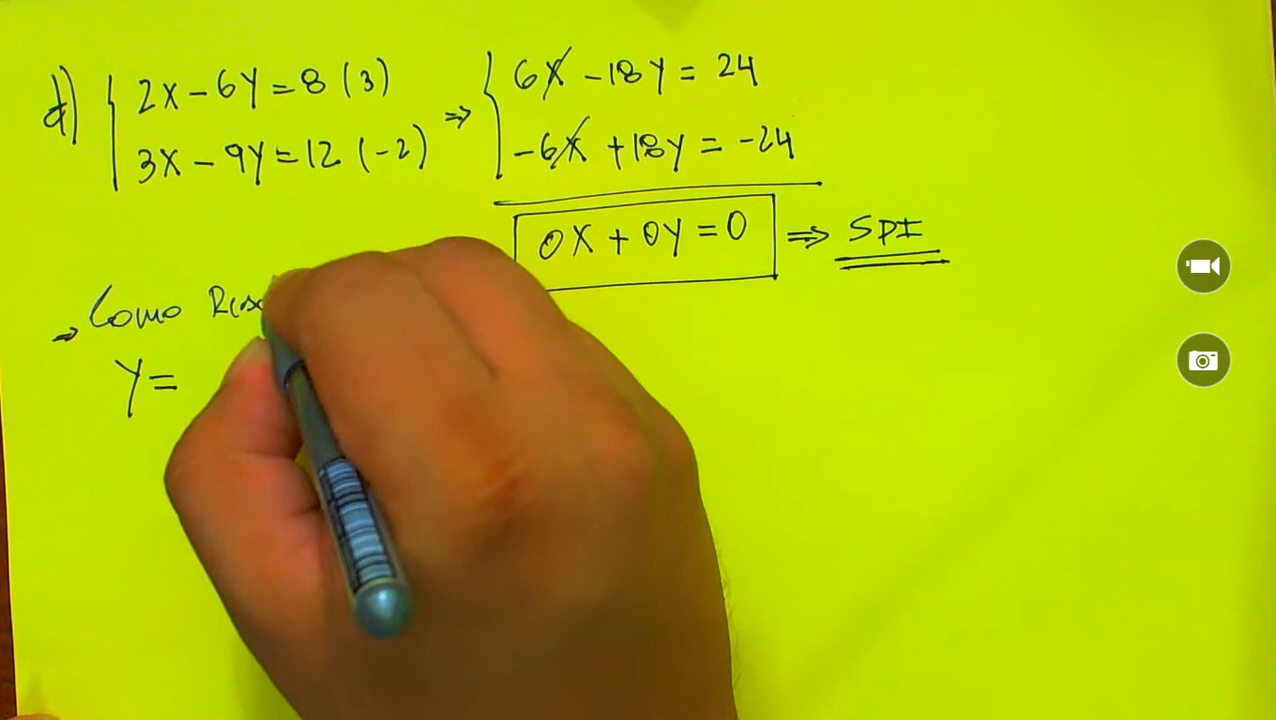 d) 2X - 6Y = 8 (3) ⇒ 6X - 18Y = 24
3X - 9Y = 12 (-2) -6X + 18Y = -24
0X + 0Y = 0 ⇒ SPI
⇒ Como
Y =